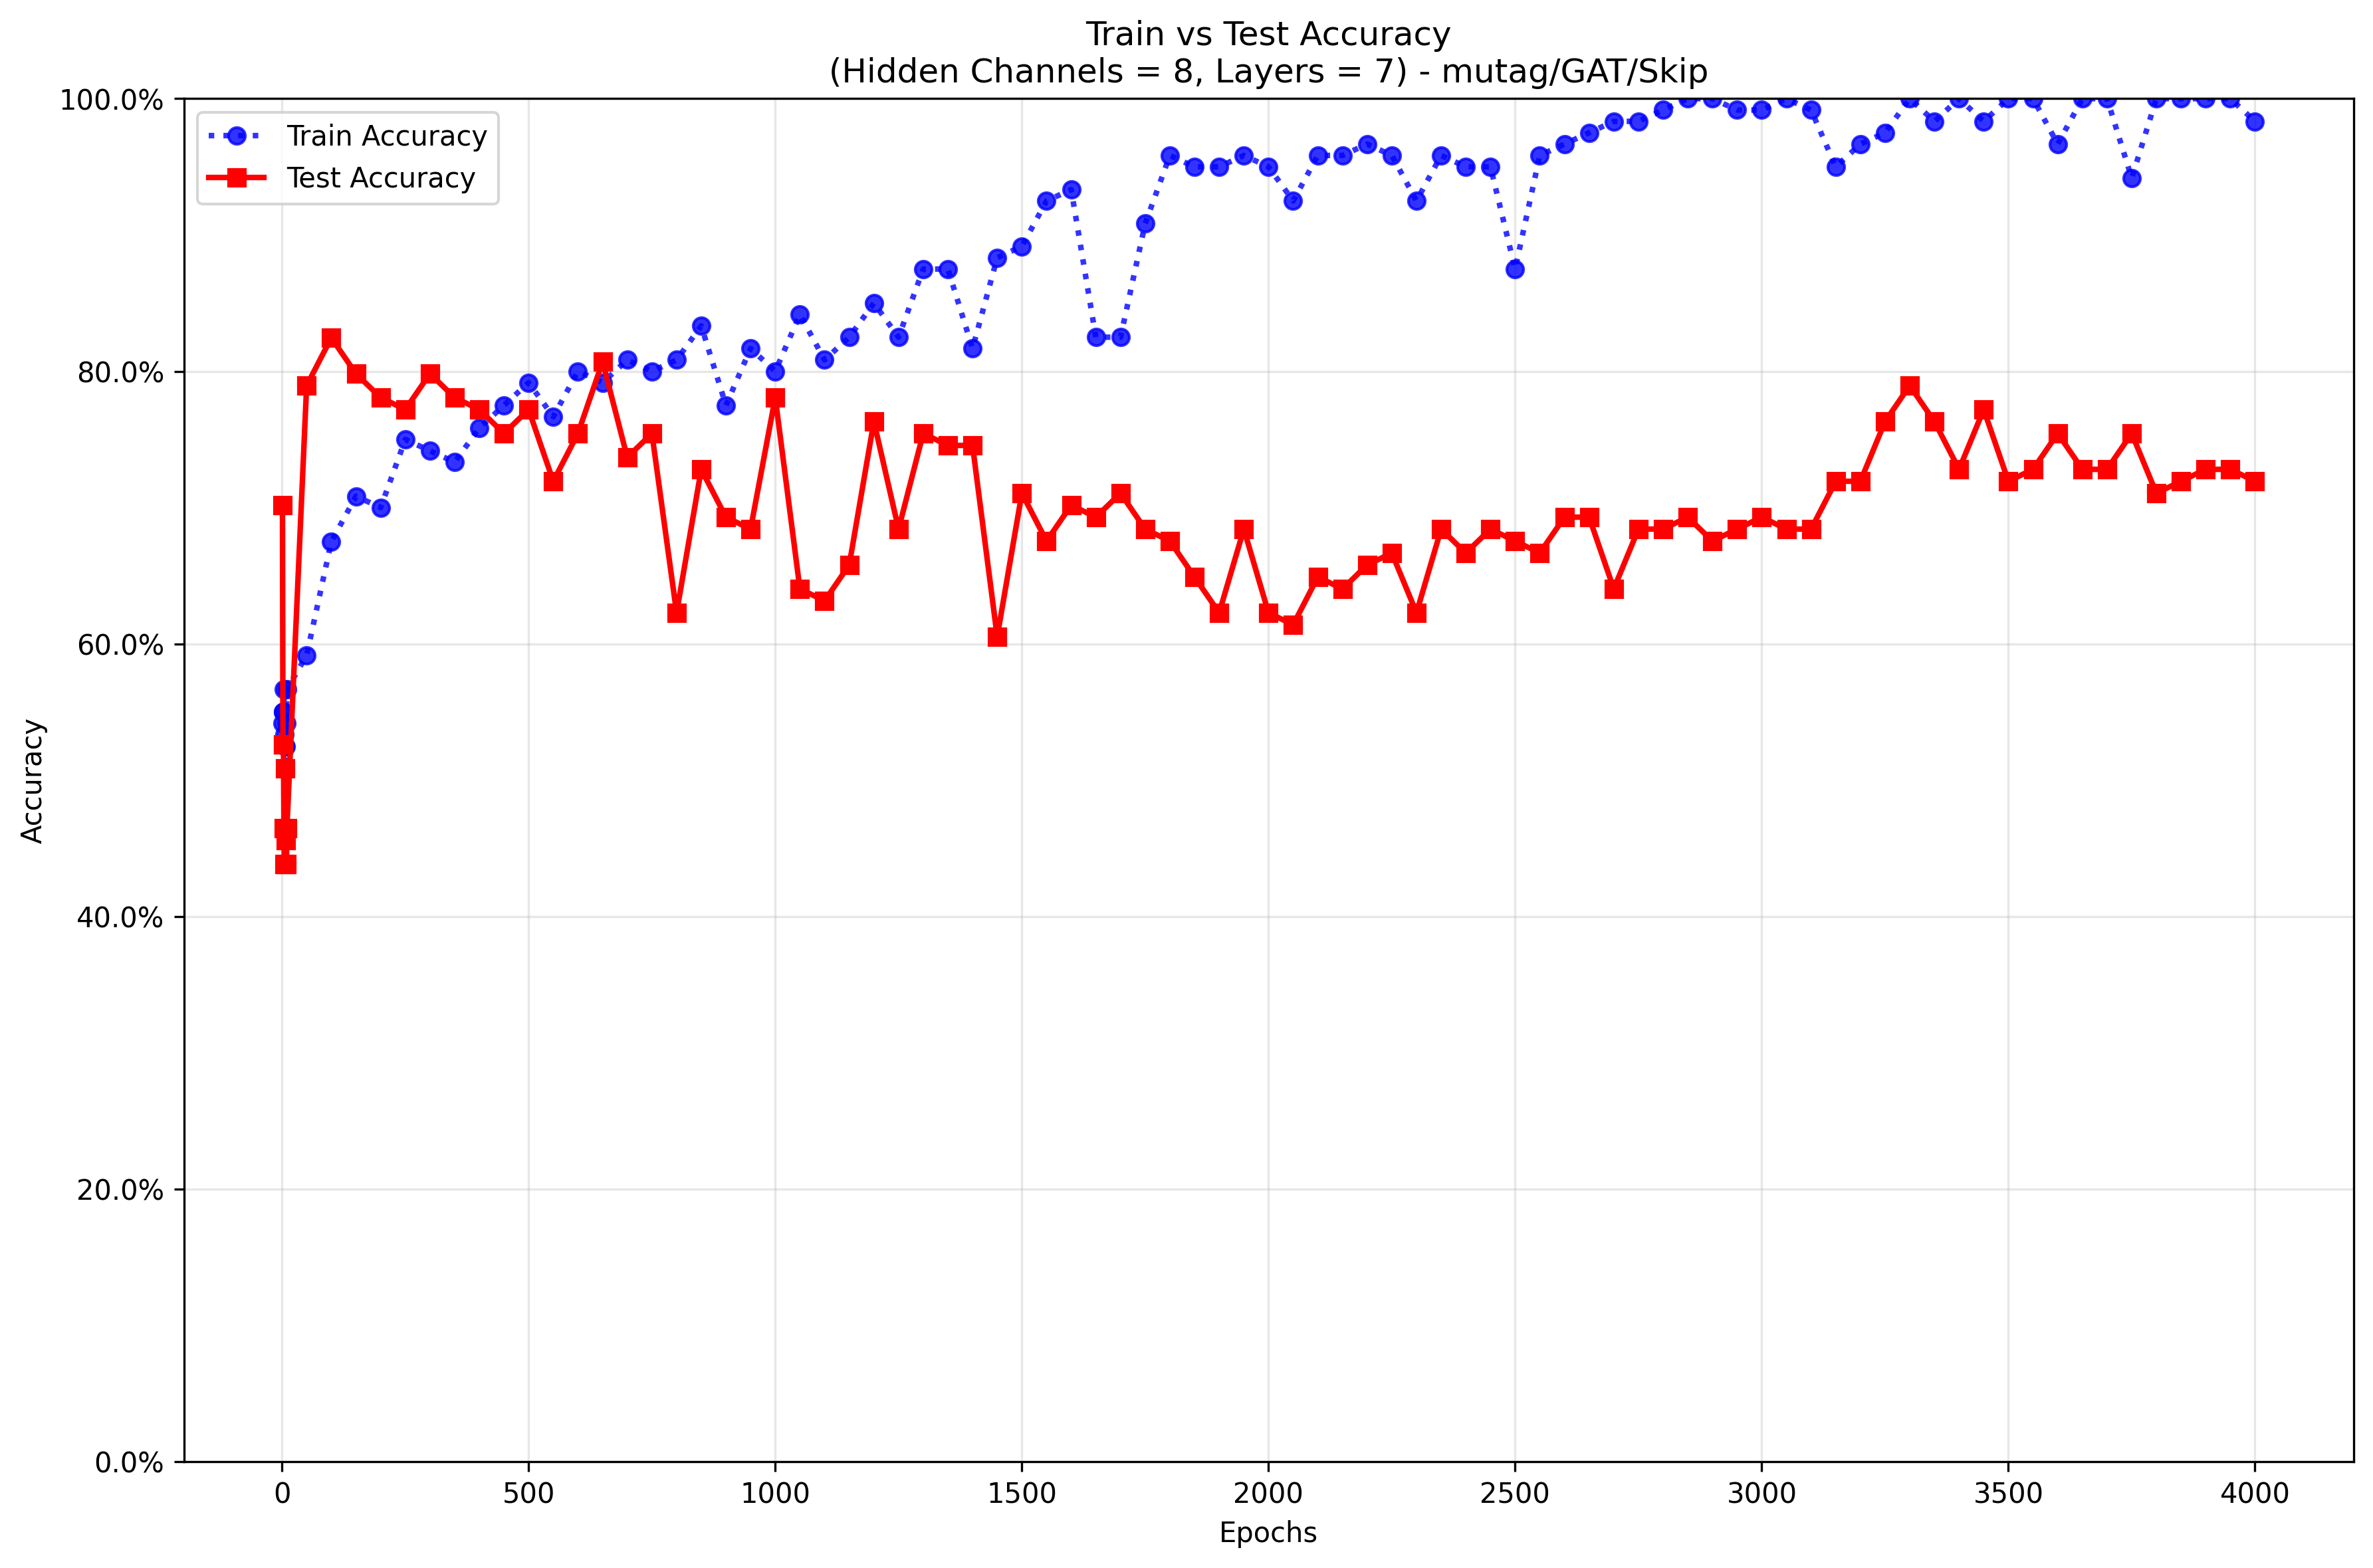 Train vs Test Accuracy
(Hidden Channels = 8, Layers = 7) - mutag/GAT/Skip
Train Accuracy
Test Accuracy
100.0%
80.0%
60.0%
40.0%
20.0%
0.0%
Accuracy
0 500 1000 1500 2000 2500 3000 3500 4000
Epochs